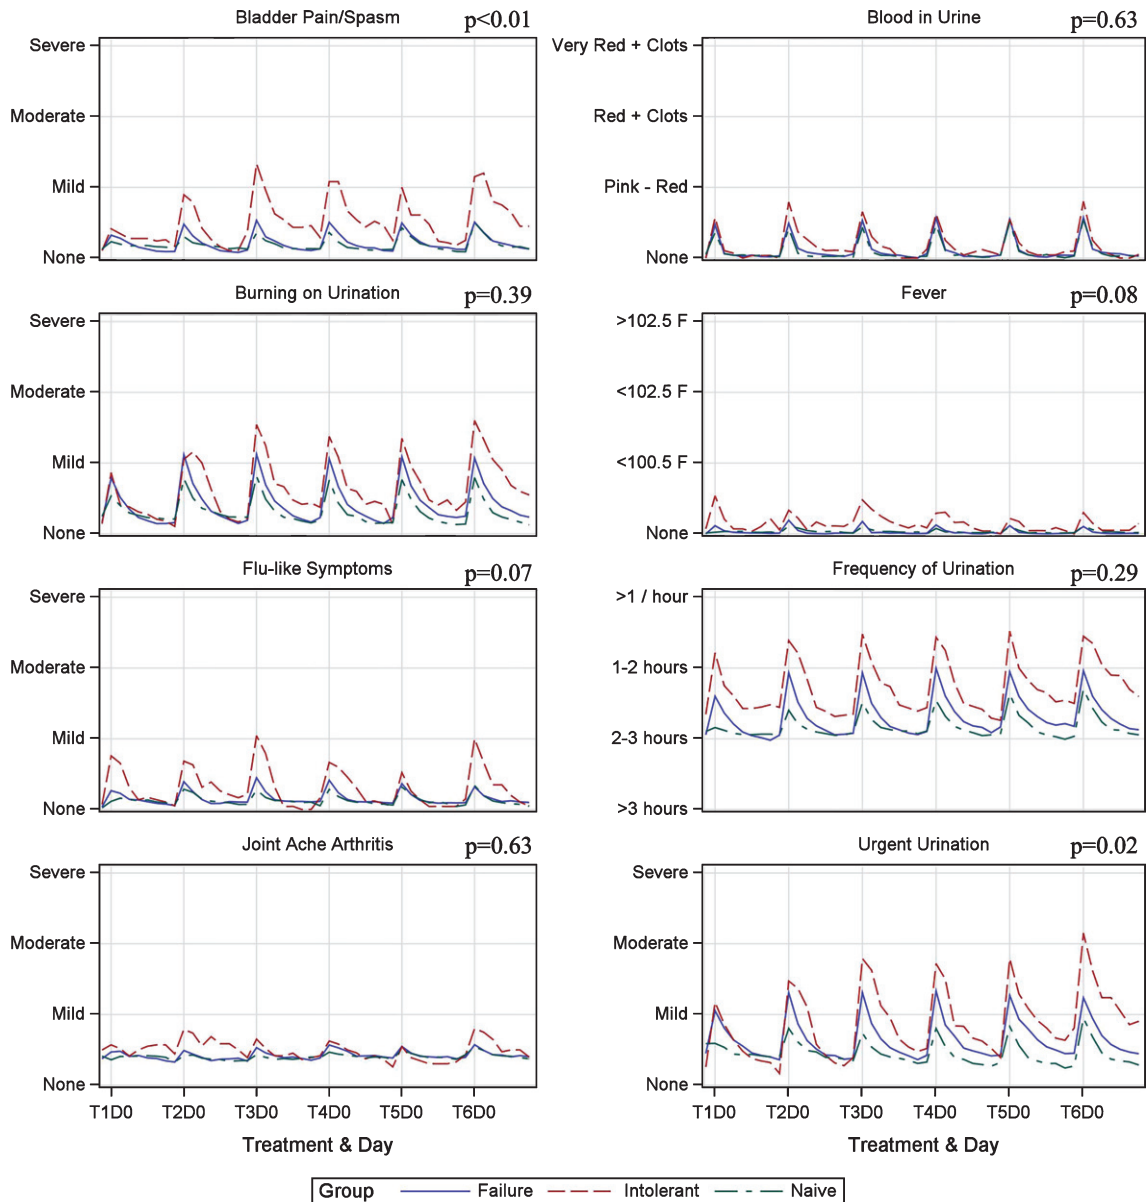 Bladder Pain/Spasm p<0.01
Severe
Moderate
Mild
None
Blood in Urine p=0.63
Very Red + Clots
Red + Clots
Pink - Red
None
Burning on Urination p=0.39
Severe
Moderate
Mild
None
Fever p=0.08
>102.5 F
<102.5 F
<100.5 F
None
Flu-like Symptoms p=0.07
Severe
Moderate
Mild
None
Frequency of Urination p=0.29
>1 / hour
1-2 hours
2-3 hours
>3 hours
Joint Ache Arthritis p=0.63
Severe
Moderate
Mild
None
T1D0 T2D0 T3D0 T4D0 T5D0 T6D0
Treatment & Day
Urgent Urination p=0.02
Severe
Moderate
Mild
None
T1D0 T2D0 T3D0 T4D0 T5D0 T6D0
Treatment & Day
Group Failure Intolerant Naive